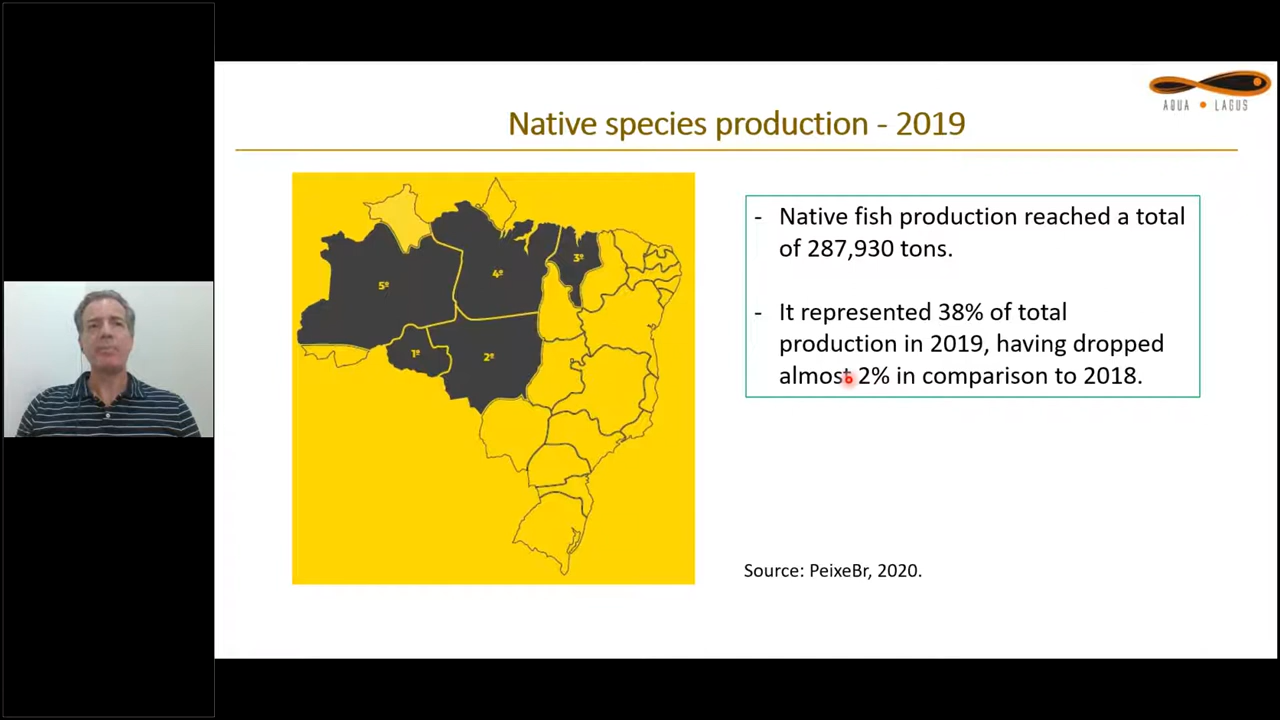 AQUA LAGUS
Native species production - 2019
- Native fish production reached a total
of 287,930 tons.
- It represented 38% of total
production in 2019, having dropped
almost 2% in comparison to 2018.
3º
4º
5º
1º
2º
Source: PeixeBr, 2020.